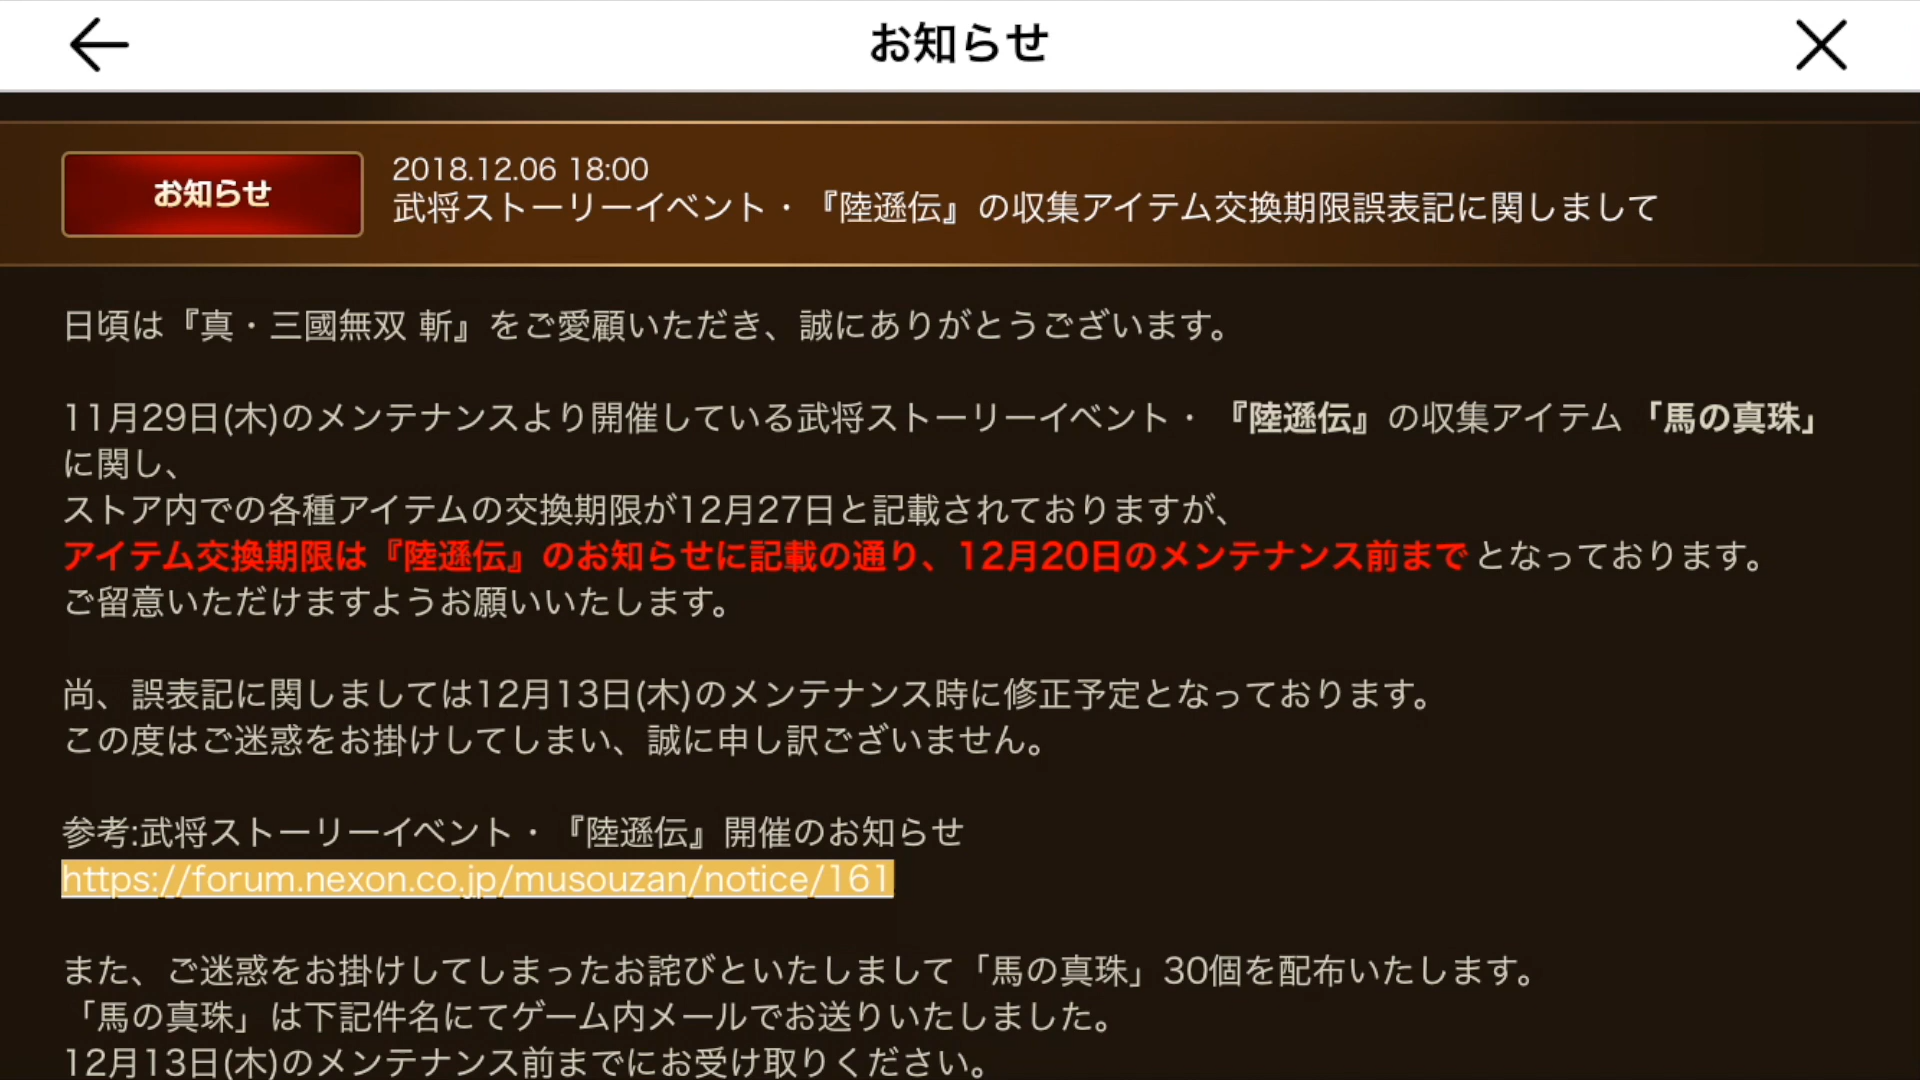 お知らせ
お知らせ
2018.12.06 18:00
武将ストーリーイベント・『陸遜伝』の収集アイテム交換期限誤表記に関しまして
日頃は『真・三國無双 斬』をご愛顧いただき、誠にありがとうございます。
11月29日(木)のメンテナンスより開催している武将ストーリーイベント・『陸遜伝』の収集アイテム「馬の真珠」
に関し、
ストア内での各種アイテムの交換期限が12月27日と記載されておりますが、
アイテム交換期限は『陸遜伝』のお知らせに記載の通り、12月20日のメンテナンス前までとなっております。
ご留意いただけますようお願いいたします。
尚、誤表記に関しましては12月13日(木)のメンテナンス時に修正予定となっております。
この度はご迷惑をお掛けしてしまい、誠に申し訳ございません。
参考:武将ストーリーイベント・『陸遜伝』開催のお知らせ
https://forum.nexon.co.jp/musouzan/notice/161
また、ご迷惑をお掛けしてしまったお詫びといたしまして「馬の真珠」30個を配布いたします。
「馬の真珠」は下記件名にてゲーム内メールでお送りいたしました。
12月13日(木)のメンテナンス前までにお受け取りください。